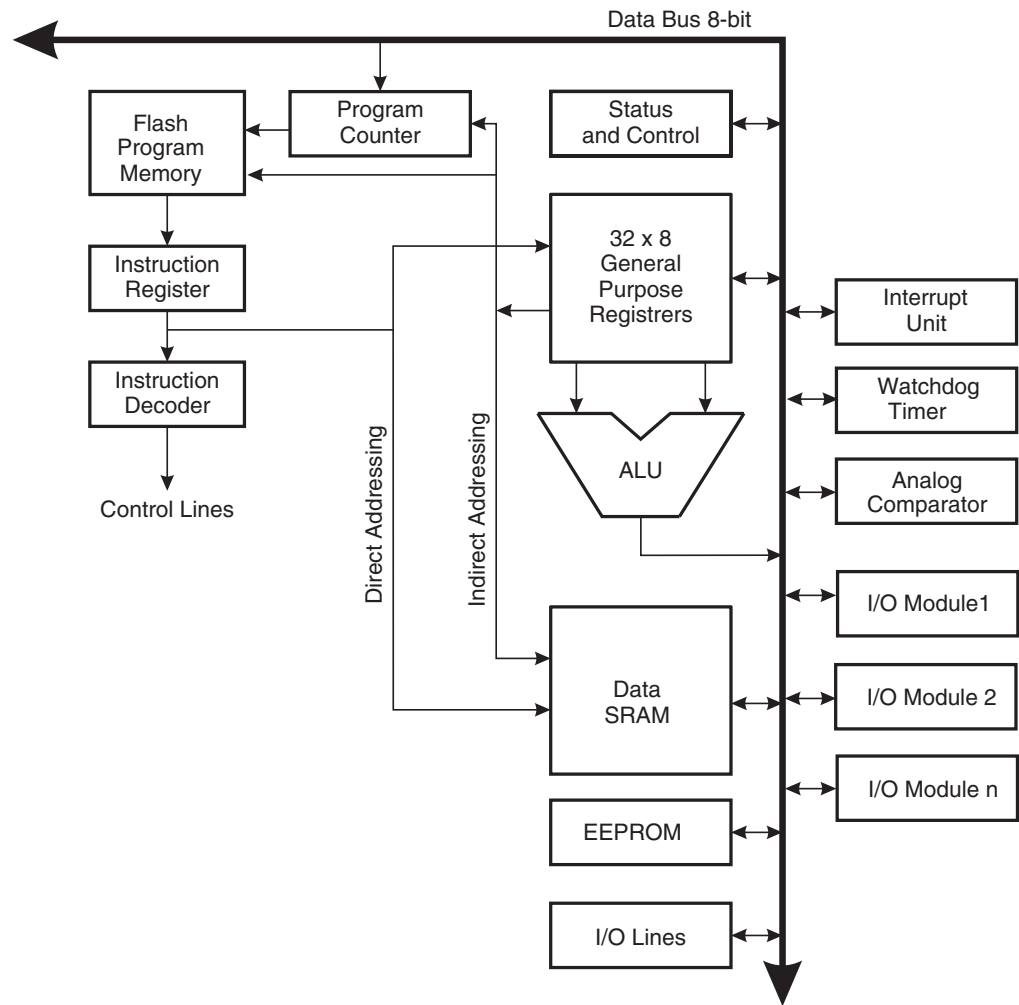 Data Bus 8-bit
Flash
Program
Memory
Program
Counter
Status
and Control
32 x 8
General
Purpose
Registrers
Instruction
Register
Instruction
Decoder
Control Lines
Direct Addressing
Indirect Addressing
ALU
Interrupt
Unit
Watchdog
Timer
Analog
Comparator
I/O Module1
Data
SRAM
I/O Module 2
I/O Module n
EEPROM
I/O Lines